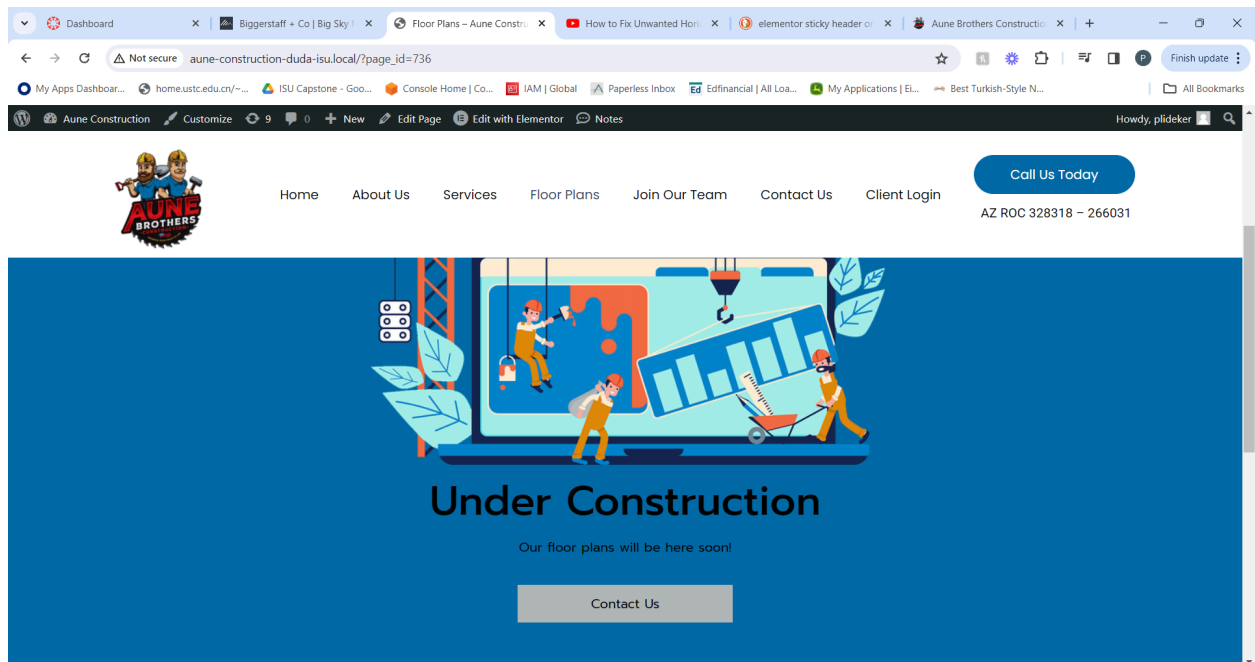 Dashboard
Biggerstaff + Co | Big Sky
Floor Plans – Aune Constru
How to Fix Unwanted Hori
elementor sticky header or
Aune Brothers Constructio
Not secure
aune-construction-duda-isu.local/?page_id=736
P
Finish update
My Apps Dashboar...
home.ustc.edu.cn/~...
ISU Capstone - Goo...
Console Home | Co...
IAM | Global
Paperless Inbox
Ed
Edfinancial | All Loa...
My Applications | Ei...
Best Turkish-Style N...
All Bookmarks
Aune Construction
Customize
9
0
New
Edit Page
Edit with Elementor
Notes
Howdy, plideker
AUNE
BROTHERS
CONSTRUCTION
Home
About Us
Services
Floor Plans
Join Our Team
Contact Us
Client Login
Call Us Today
AZ ROC 328318 – 266031
Under Construction
Our floor plans will be here soon!
Contact Us